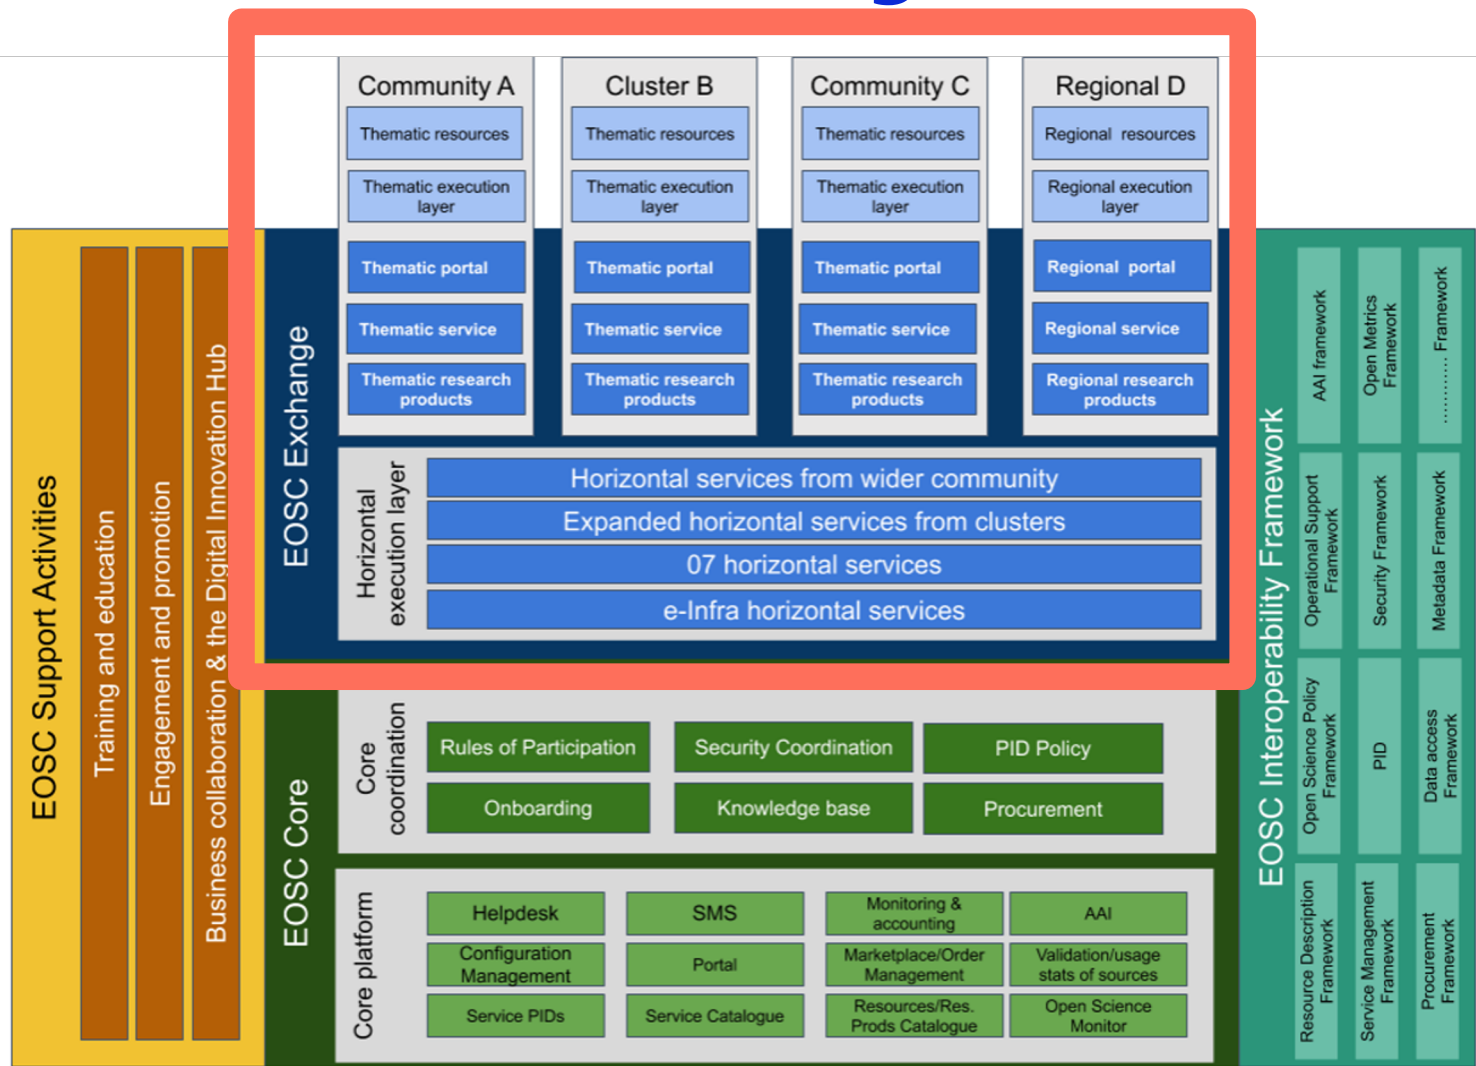 Community A
Thematic resources
Thematic execution
layer
Thematic portal
Thematic service
Thematic research
products
Cluster B
Thematic resources
Thematic execution
layer
Thematic portal
Thematic service
Thematic research
products
Community C
Thematic resources
Thematic execution
layer
Thematic portal
Thematic service
Thematic research
products
Regional D
Regional resources
Regional execution
layer
Regional portal
Regional service
Regional research
products
EOSC Support Activities
Training and education
Engagement and promotion
Business collaboration & the Digital Innovation Hub
EOSC Exchange
Horizontal
execution layer
Horizontal services from wider community
Expanded horizontal services from clusters
07 horizontal services
e-Infra horizontal services
EOSC Core
Core
coordination
Rules of Participation
Security Coordination
PID Policy
Onboarding
Knowledge base
Procurement
Core platform
Helpdesk
SMS
Monitoring &
accounting
AAI
Configuration
Management
Portal
Marketplace/Order
Management
Validation/usage
stats of sources
Service PIDs
Service Catalogue
Resources/Res.
Prods Catalogue
Open Science
Monitor
EOSC Interoperability Framework
AAI framework
Open Metrics
Framework
........... Framework
Operational Support
Framework
Security Framework
Metadata Framework
Open Science Policy
Framework
PID
Data access
Framework
Resource Description
Framework
Service Management
Framework
Procurement
Framework